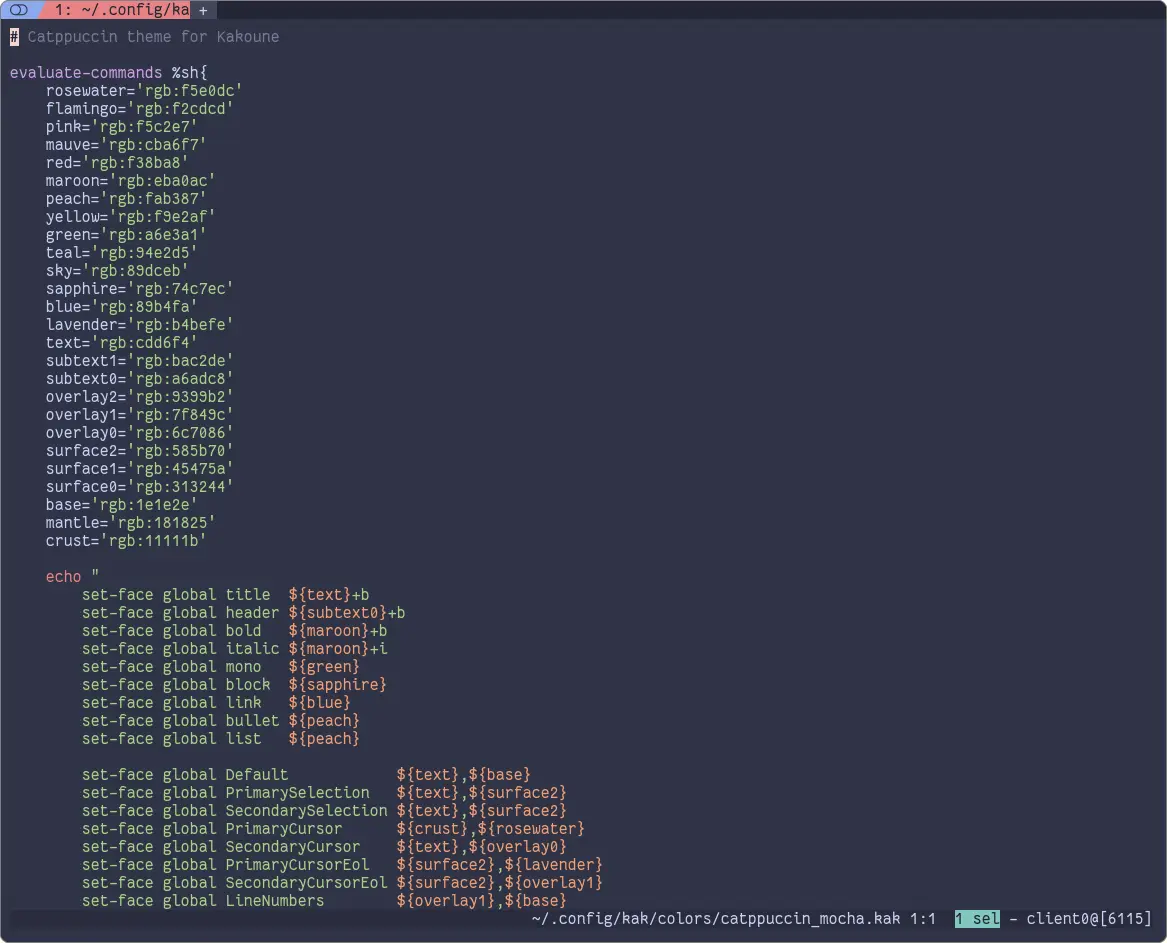 1: ~/.config/ka +
# Catppuccin theme for Kakoune
evaluate-commands %sh{
rosewater='rgb:f5e0dc'
flamingo='rgb:f2cdcd'
pink='rgb:f5c2e7'
mauve='rgb:cba6f7'
red='rgb:f38ba8'
maroon='rgb:eba0ac'
peach='rgb:fab387'
yellow='rgb:f9e2af'
green='rgb:a6e3a1'
teal='rgb:94e2d5'
sky='rgb:89dceb'
sapphire='rgb:74c7ec'
blue='rgb:89b4fa'
lavender='rgb:b4befe'
text='rgb:cdd6f4'
subtext1='rgb:bac2de'
subtext0='rgb:a6adc8'
overlay2='rgb:9399b2'
overlay1='rgb:7f849c'
overlay0='rgb:6c7086'
surface2='rgb:585b70'
surface1='rgb:45475a'
surface0='rgb:313244'
base='rgb:1e1e2e'
mantle='rgb:181825'
crust='rgb:11111b'
echo "
set-face global title  ${text}+b
set-face global header ${subtext0}+b
set-face global bold   ${maroon}+b
set-face global italic ${maroon}+i
set-face global mono   ${green}
set-face global block  ${sapphire}
set-face global link   ${blue}
set-face global bullet ${peach}
set-face global list   ${peach}
set-face global Default            ${text},${base}
set-face global PrimarySelection   ${text},${surface2}
set-face global SecondarySelection ${text},${surface2}
set-face global PrimaryCursor      ${crust},${rosewater}
set-face global SecondaryCursor    ${text},${overlay0}
set-face global PrimaryCursorEol   ${surface2},${lavender}
set-face global SecondaryCursorEol ${surface2},${overlay1}
set-face global LineNumbers        ${overlay1},${base}
~/.config/kak/colors/catppuccin_mocha.kak 1:1  1 sel - client0@[6115]